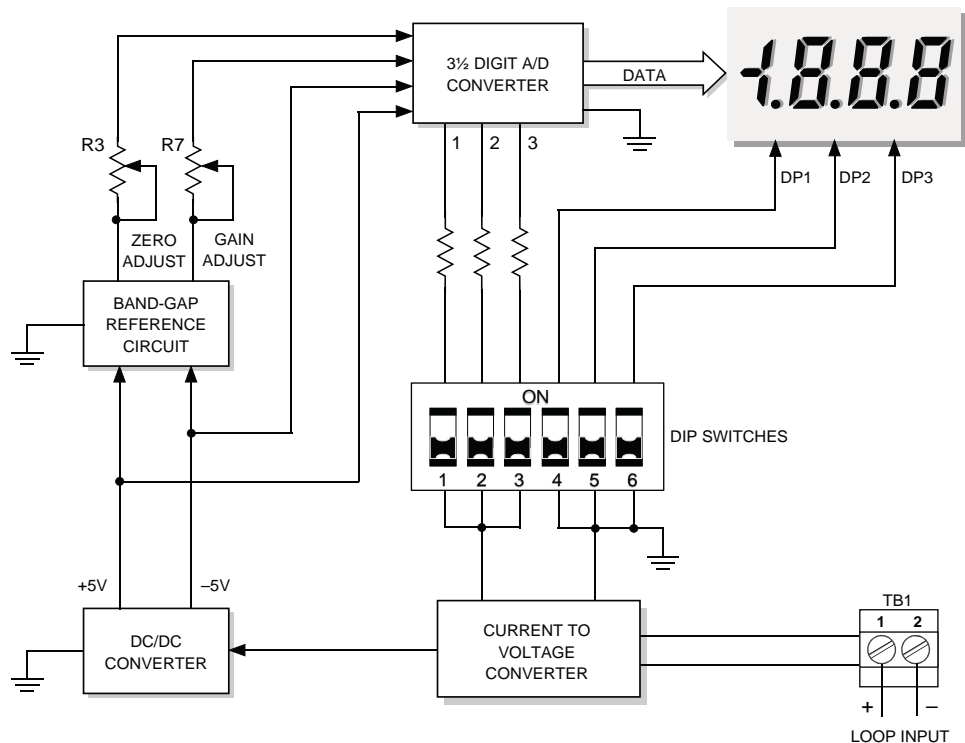 3½ DIGIT A/D
CONVERTER
DATA
-1.8.8.8
R3
R7
1 2 3
DP1 DP2 DP3
ZERO
ADJUST
GAIN
ADJUST
BAND-GAP
REFERENCE
CIRCUIT
ON
DIP SWITCHES
1 2 3 4 5 6
+5V
–5V
DC/DC
CONVERTER
CURRENT TO
VOLTAGE
CONVERTER
TB1
1 2
+ –
LOOP INPUT